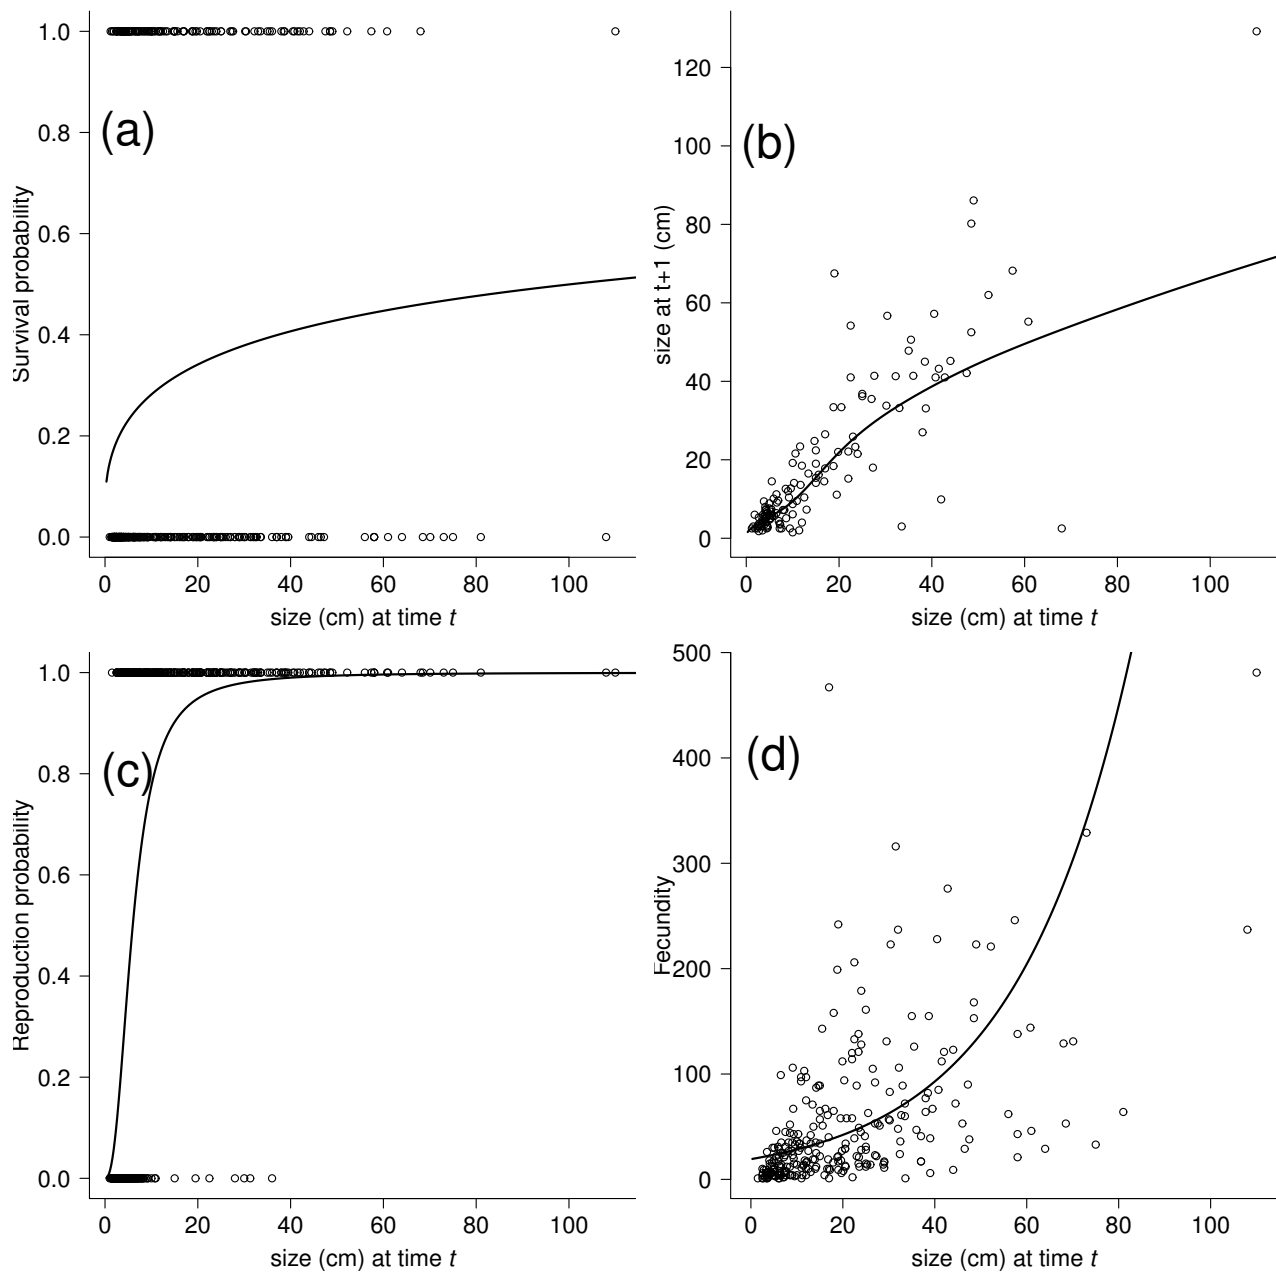 (a)
Survival probability
1.0
0.8
0.6
0.4
0.2
0.0
0 20 40 60 80 100
size (cm) at time t
(b)
size at t+1 (cm)
120
100
80
60
40
20
0
0 20 40 60 80 100
size (cm) at time t
(c)
Reproduction probability
1.0
0.8
0.6
0.4
0.2
0.0
0 20 40 60 80 100
size (cm) at time t
(d)
Fecundity
500
400
300
200
100
0
0 20 40 60 80 100
size (cm) at time t